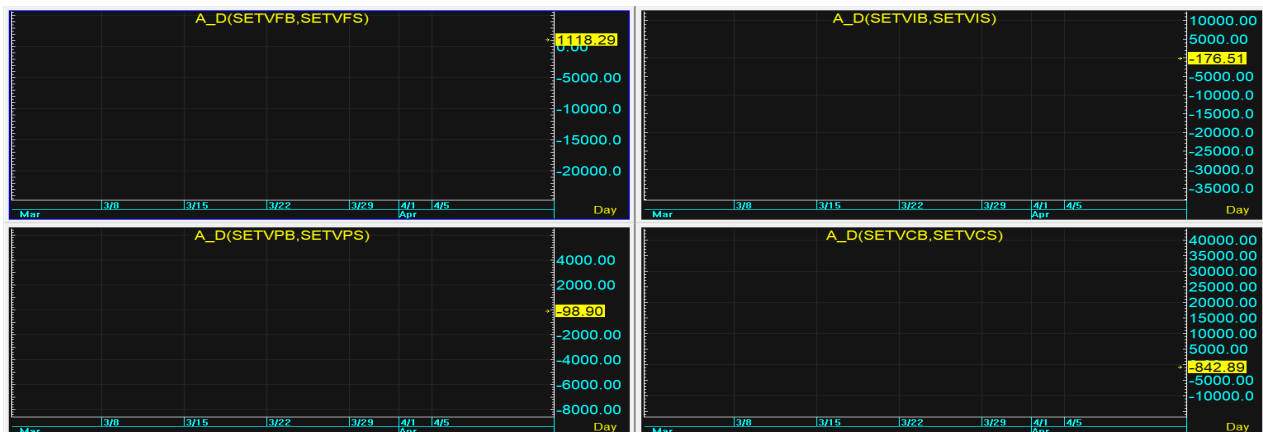 A_D(SETVFB,SETVFS)
1118.29
0.00
-5000.00
-10000.0
-15000.0
-20000.0
3/8 3/15 3/22 3/29 4/1 4/5
Mar Apr Day
A_D(SETVIB,SETVIS)
10000.00
5000.00
-176.51
-5000.00
-10000.0
-15000.0
-20000.0
-25000.0
-30000.0
-35000.0
3/8 3/15 3/22 3/29 4/1 4/5
Mar Apr Day
A_D(SETVPB,SETVPS)
4000.00
2000.00
-98.90
-2000.00
-4000.00
-6000.00
-8000.00
3/8 3/15 3/22 3/29 4/1 4/5
Mar Apr Day
A_D(SETVCB,SETVCS)
40000.00
35000.00
30000.00
25000.00
20000.00
15000.00
10000.00
5000.00
-842.89
-5000.00
-10000.0
3/8 3/15 3/22 3/29 4/1 4/5
Mar Apr Day